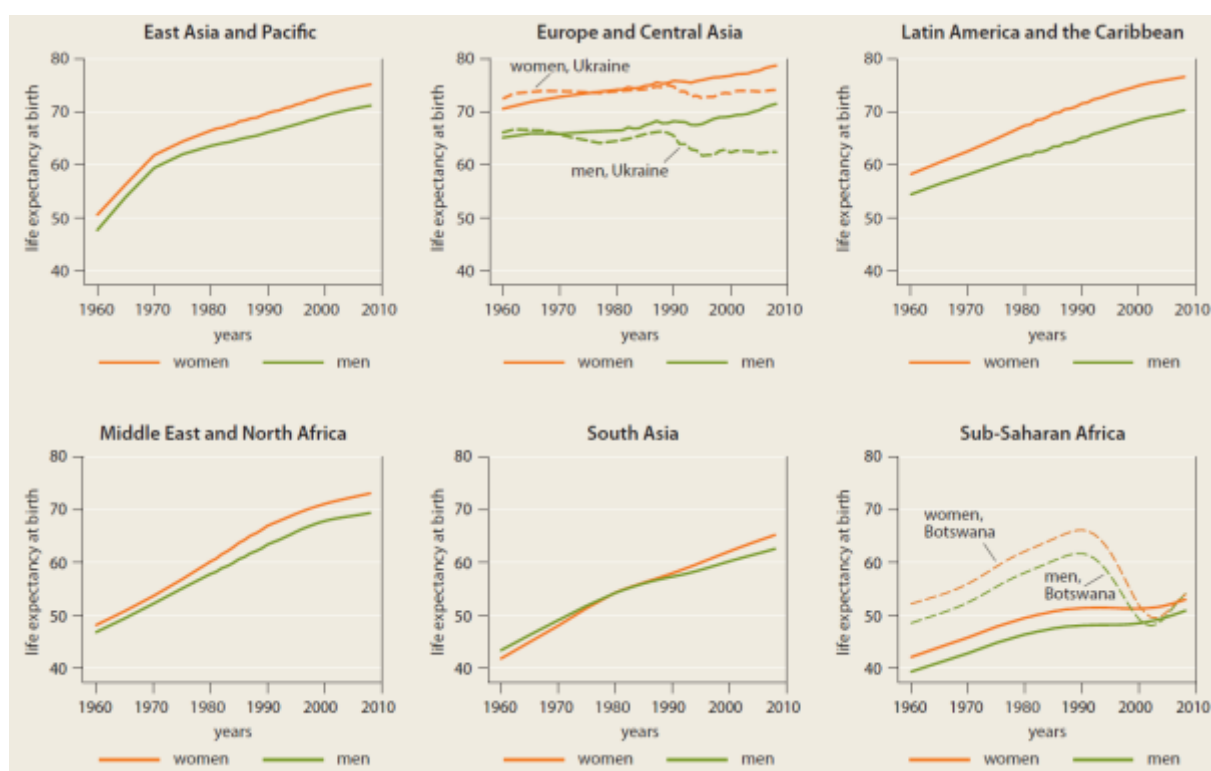 East Asia and Pacific
80
70
60
50
40
life expectancy at birth
1960 1970 1980 1990 2000 2010
years
women men
Europe and Central Asia
80
70
60
50
40
life expectancy at birth
women, Ukraine
men, Ukraine
1960 1970 1980 1990 2000 2010
years
women men
Latin America and the Caribbean
80
70
60
50
40
life expectancy at birth
1960 1970 1980 1990 2000 2010
years
women men
Middle East and North Africa
80
70
60
50
40
life expectancy at birth
1960 1970 1980 1990 2000 2010
years
women men
South Asia
80
70
60
50
40
life expectancy at birth
1960 1970 1980 1990 2000 2010
years
women men
Sub-Saharan Africa
80
70
60
50
40
life expectancy at birth
women,
Botswana
men,
Botswana
1960 1970 1980 1990 2000 2010
years
women men